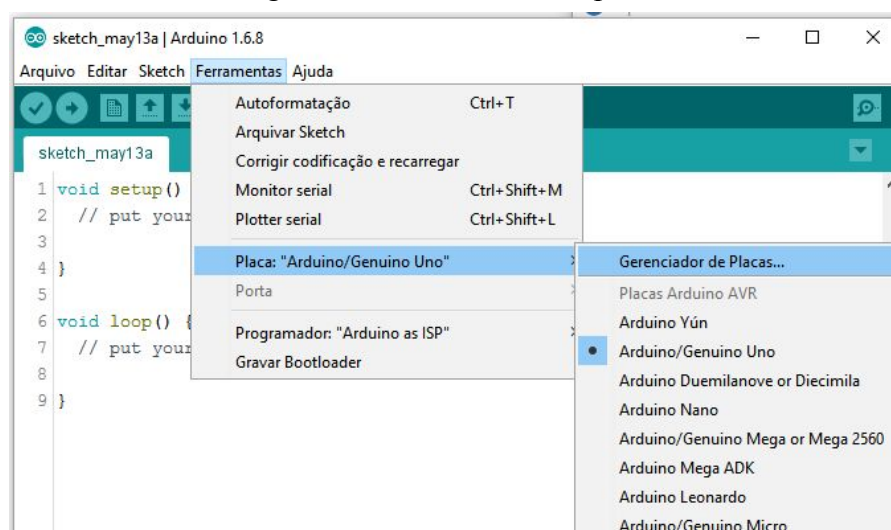 sketch_may13a | Arduino 1.6.8
Arquivo Editar Sketch Ferramentas Ajuda
sketch_may13a
1 void setup()
2 // put your
3
4 }
5
6 void loop() {
7 // put your
8
9 }
Autoformatação Ctrl+T
Arquivar Sketch
Corrigir codificação e recarregar
Monitor serial Ctrl+Shift+M
Plotter serial Ctrl+Shift+L
Placa: "Arduino/Genuino Uno"
Porta
Programador: "Arduino as ISP"
Gravar Bootloader
Gerenciador de Placas...
Placas Arduino AVR
Arduino Yún
Arduino/Genuino Uno
Arduino Duemilanove or Diecimila
Arduino Nano
Arduino/Genuino Mega or Mega 2560
Arduino Mega ADK
Arduino Leonardo
Arduino/Genuino Micro